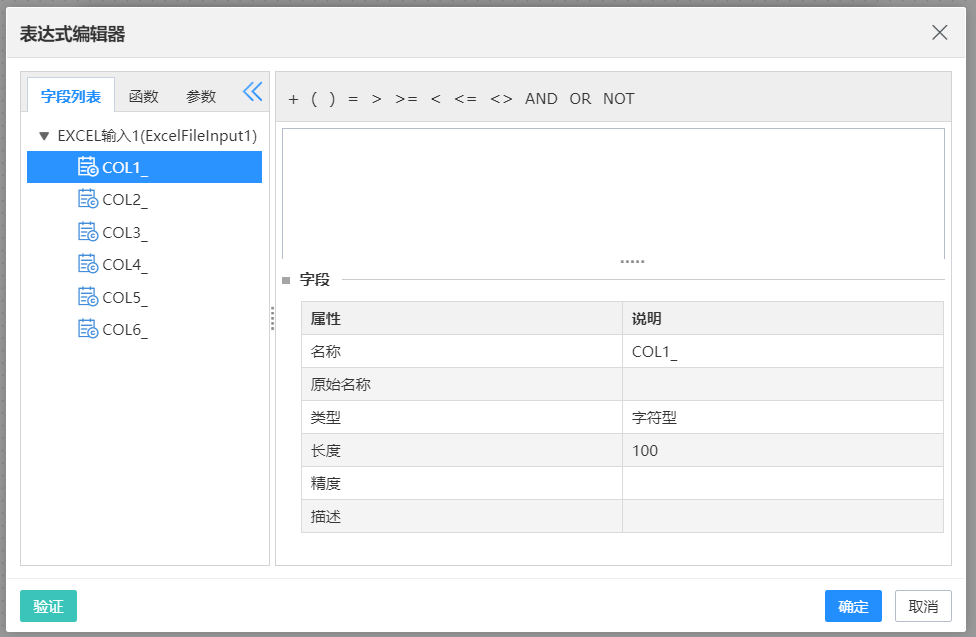 表达式编辑器
字段列表 函数 参数
EXCEL输入1(ExcelFileInput1)
COL1_
COL2_
COL3_
COL4_
COL5_
COL6_
+ ( ) = > >= < <= <> AND OR NOT
字段
属性 说明
名称 COL1_
原始名称
类型 字符型
长度 100
精度
描述
验证 确定 取消